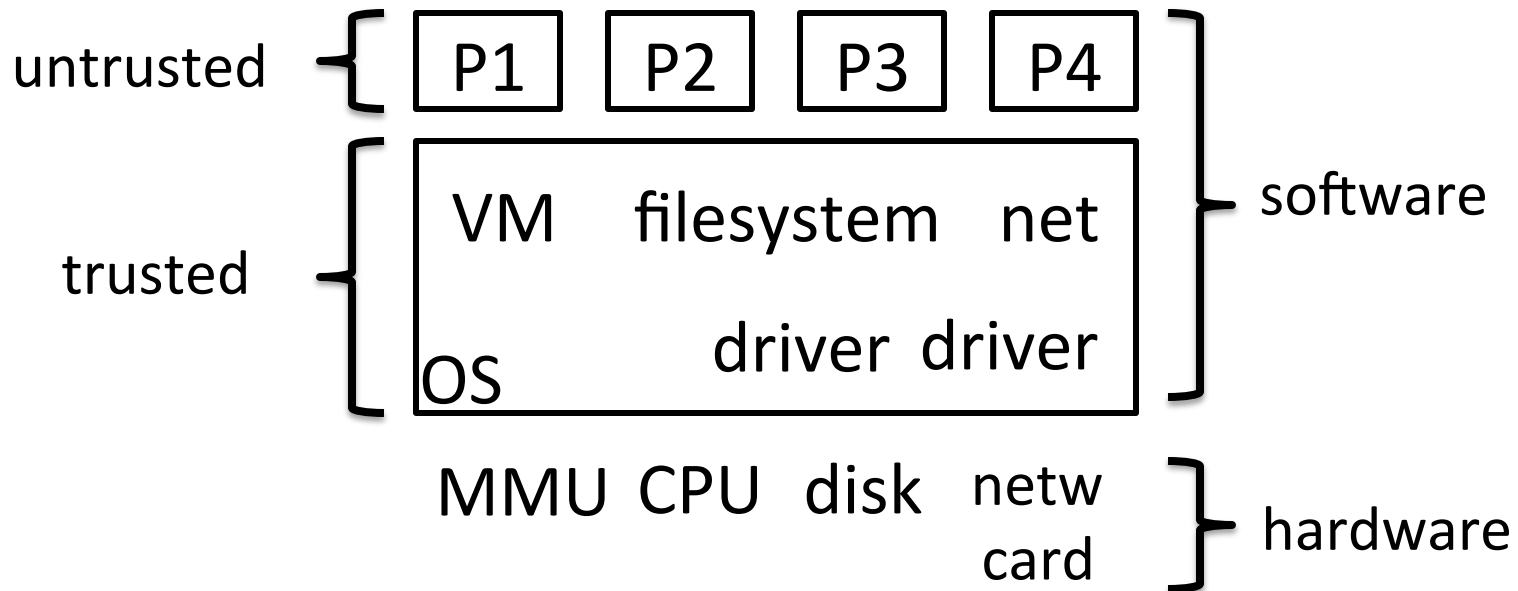 untrusted
P1 P2 P3 P4
VM filesystem net
software
trusted
driver driver
OS
MMU CPU disk netw
card
hardware